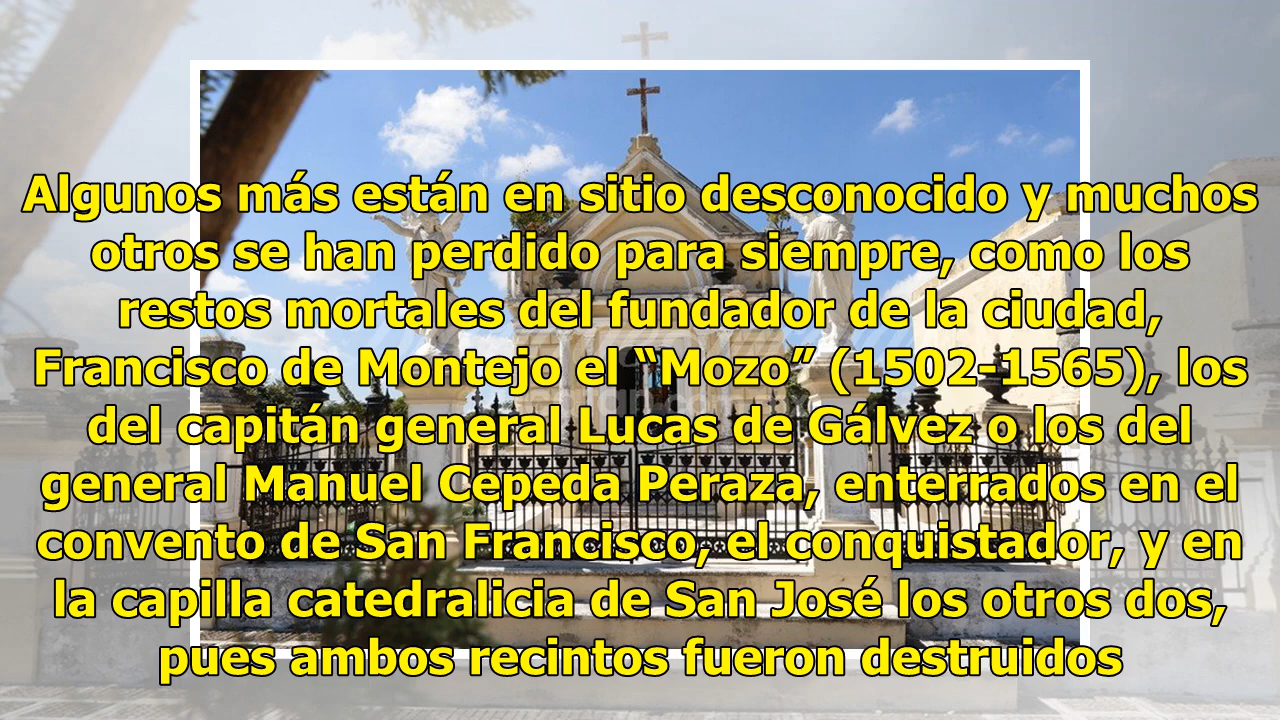 Algunos más están en sitio desconocido y muchos
otros se han perdido para siempre, como los
restos mortales del fundador de la ciudad,
Francisco de Montejo el “Mozo” (1502-1565), los
del capitán general Lucas de Gálvez o los del
general Manuel Cepeda Peraza, enterrados en el
convento de San Francisco, el conquistador, y en
la capilla catedralicia de San José los otros dos,
pues ambos recintos fueron destruidos